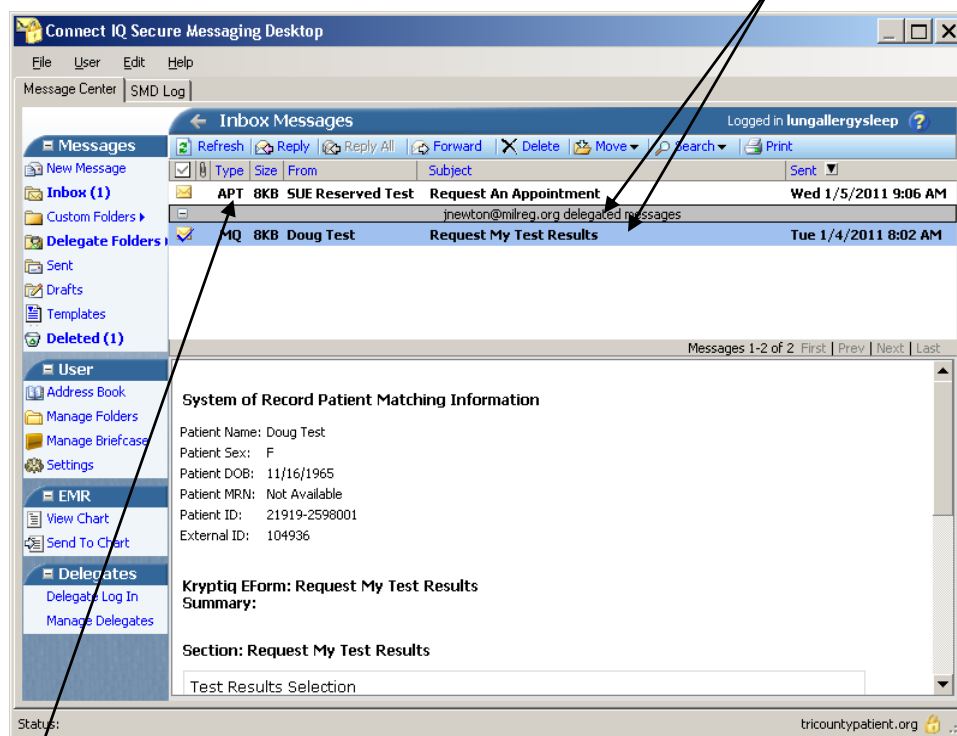 Connect IQ Secure Messaging Desktop
File User Edit Help
Message Center SMD Log
Inbox Messages Logged in lungallergysleep ?
Messages
Refresh Reply Reply All Forward Delete Move Search Print
New Message
Type Size From Subject Sent
Inbox (1)
APT 8KB SUE Reserved Test Request An Appointment Wed 1/5/2011 9:06 AM
Custom Folders
jnewton@milreg.org delegated messages
Delegate Folders
MQ 8KB Doug Test Request My Test Results Tue 1/4/2011 8:02 AM
Sent
Drafts
Templates
Deleted (1)
Messages 1-2 of 2 First | Prev | Next | Last
User
Address Book
Manage Folders
Manage Briefcase
Settings
EMR
View Chart
Send To Chart
Delegates
Delegate Log In
Manage Delegates
System of Record Patient Matching Information
Patient Name: Doug Test
Patient Sex: F
Patient DOB: 11/16/1965
Patient MRN: Not Available
Patient ID: 21919-2598001
External ID: 104936
Kryptiq EForm: Request My Test Results
Summary:
Section: Request My Test Results
Test Results Selection
Status: tricountypatient.org